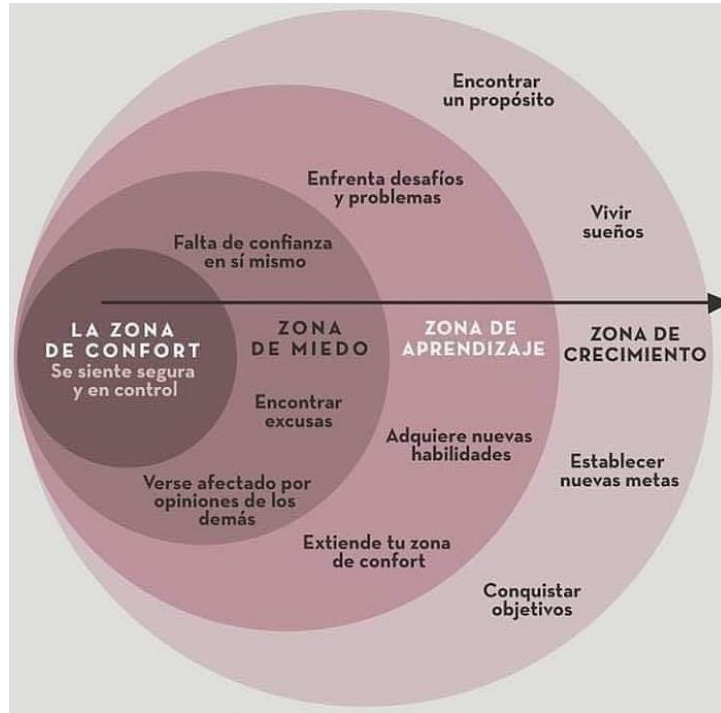 Encontrar
un propósito
Enfrenta desafíos
y problemas
Vivir
sueños
Falta de confianza
en sí mismo
LA ZONA
DE CONFORT
Se siente segura
y en control
ZONA
DE MIEDO
ZONA DE
APRENDIZAJE
ZONA DE
CRECIMIENTO
Encontrar
excusas
Adquiere nuevas
habilidades
Establecer
nuevas metas
Verse afectado por
opiniones de los
demás
Extiende tu zona
de confort
Conquistar
objetivos